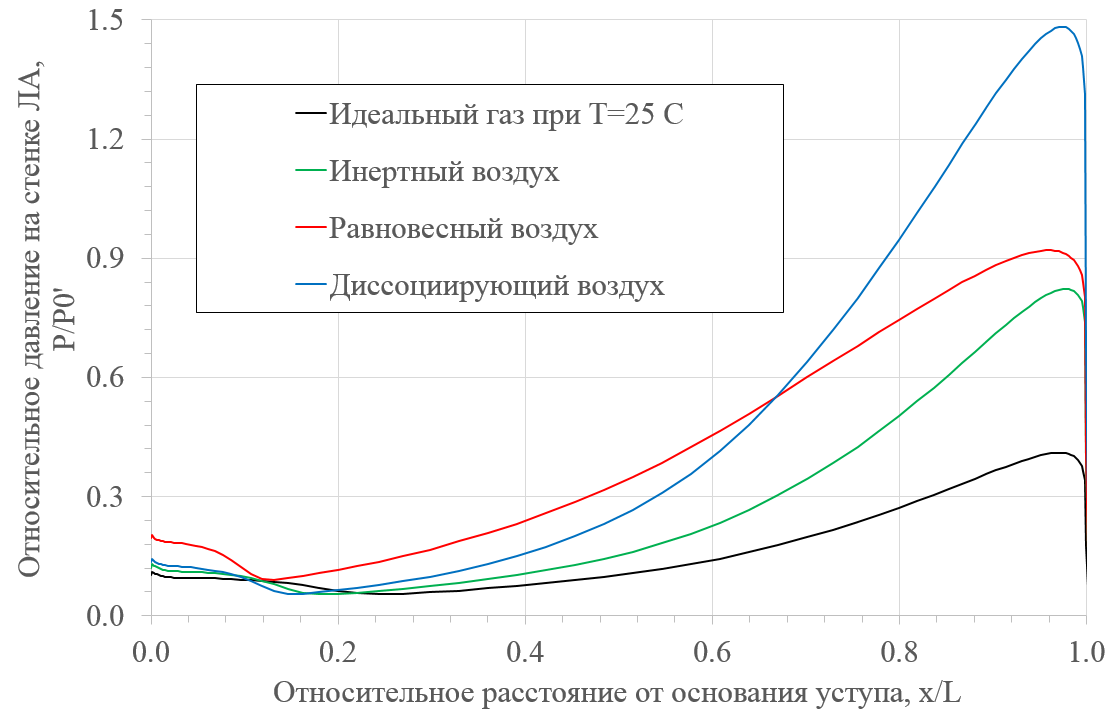 Относительное давление на стенке ЛА,
P/P0'
1.5
1.2
0.9
0.6
0.3
0.0
Идеальный газ при T=25 C
Инертный воздух
Равновесный воздух
Диссоциирующий воздух
0.0 0.2 0.4 0.6 0.8 1.0
Относительное расстояние от основания уступа, x/L